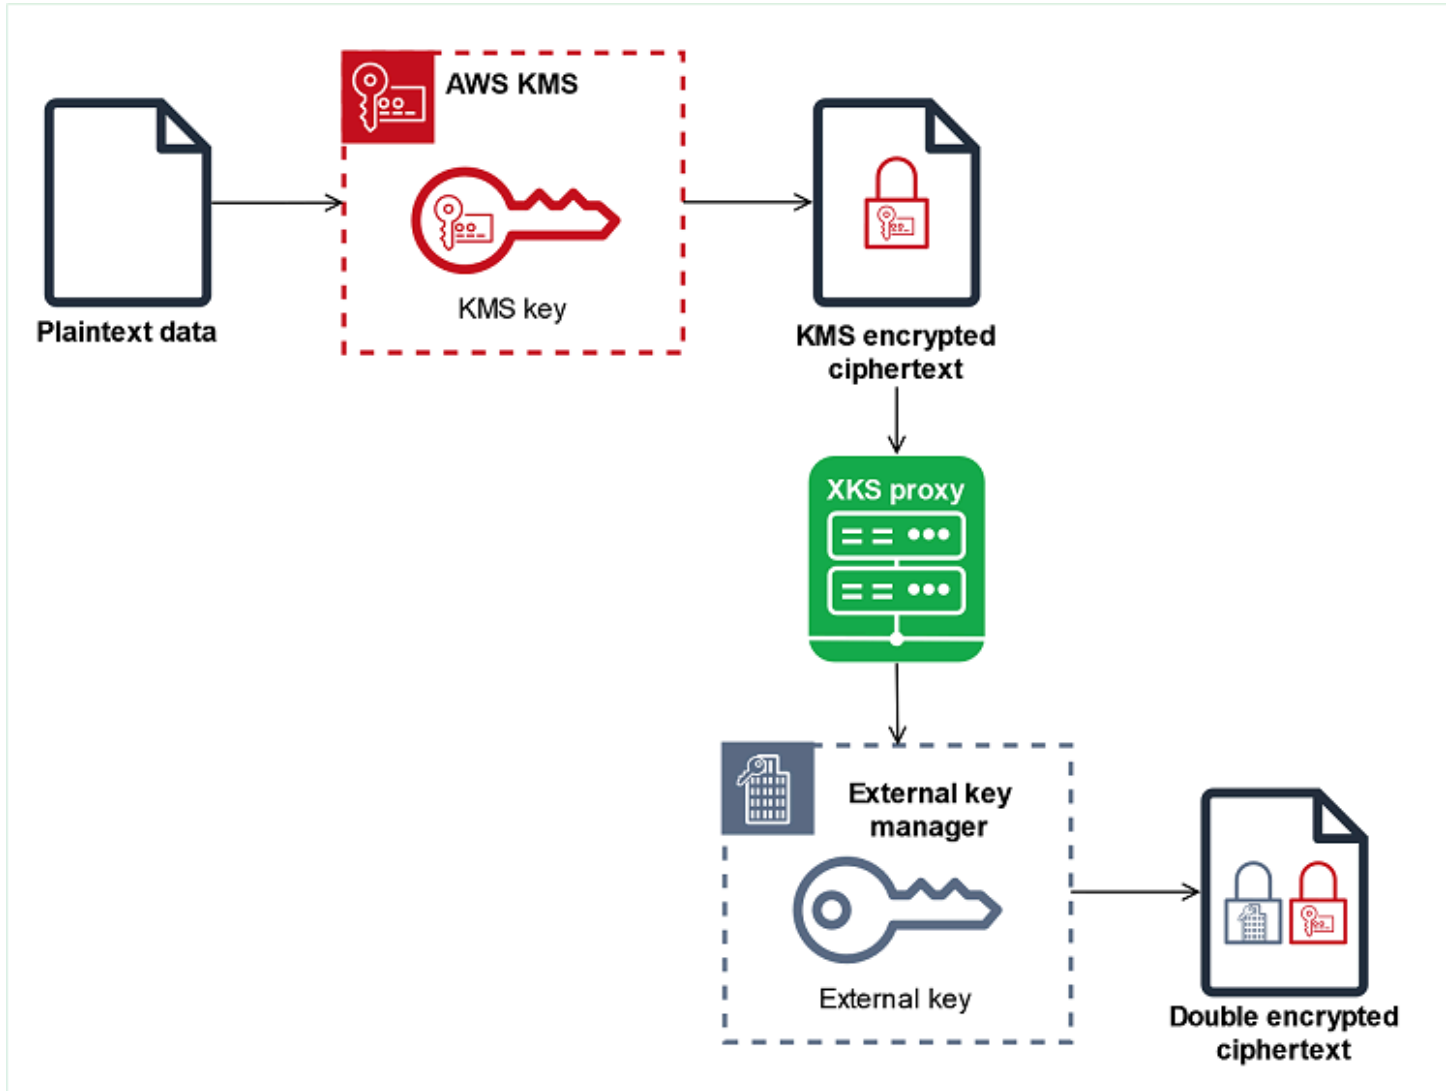 AWS KMS
KMS key
Plaintext data
KMS encrypted
ciphertext
XKS proxy
External key
manager
External key
Double encrypted
ciphertext